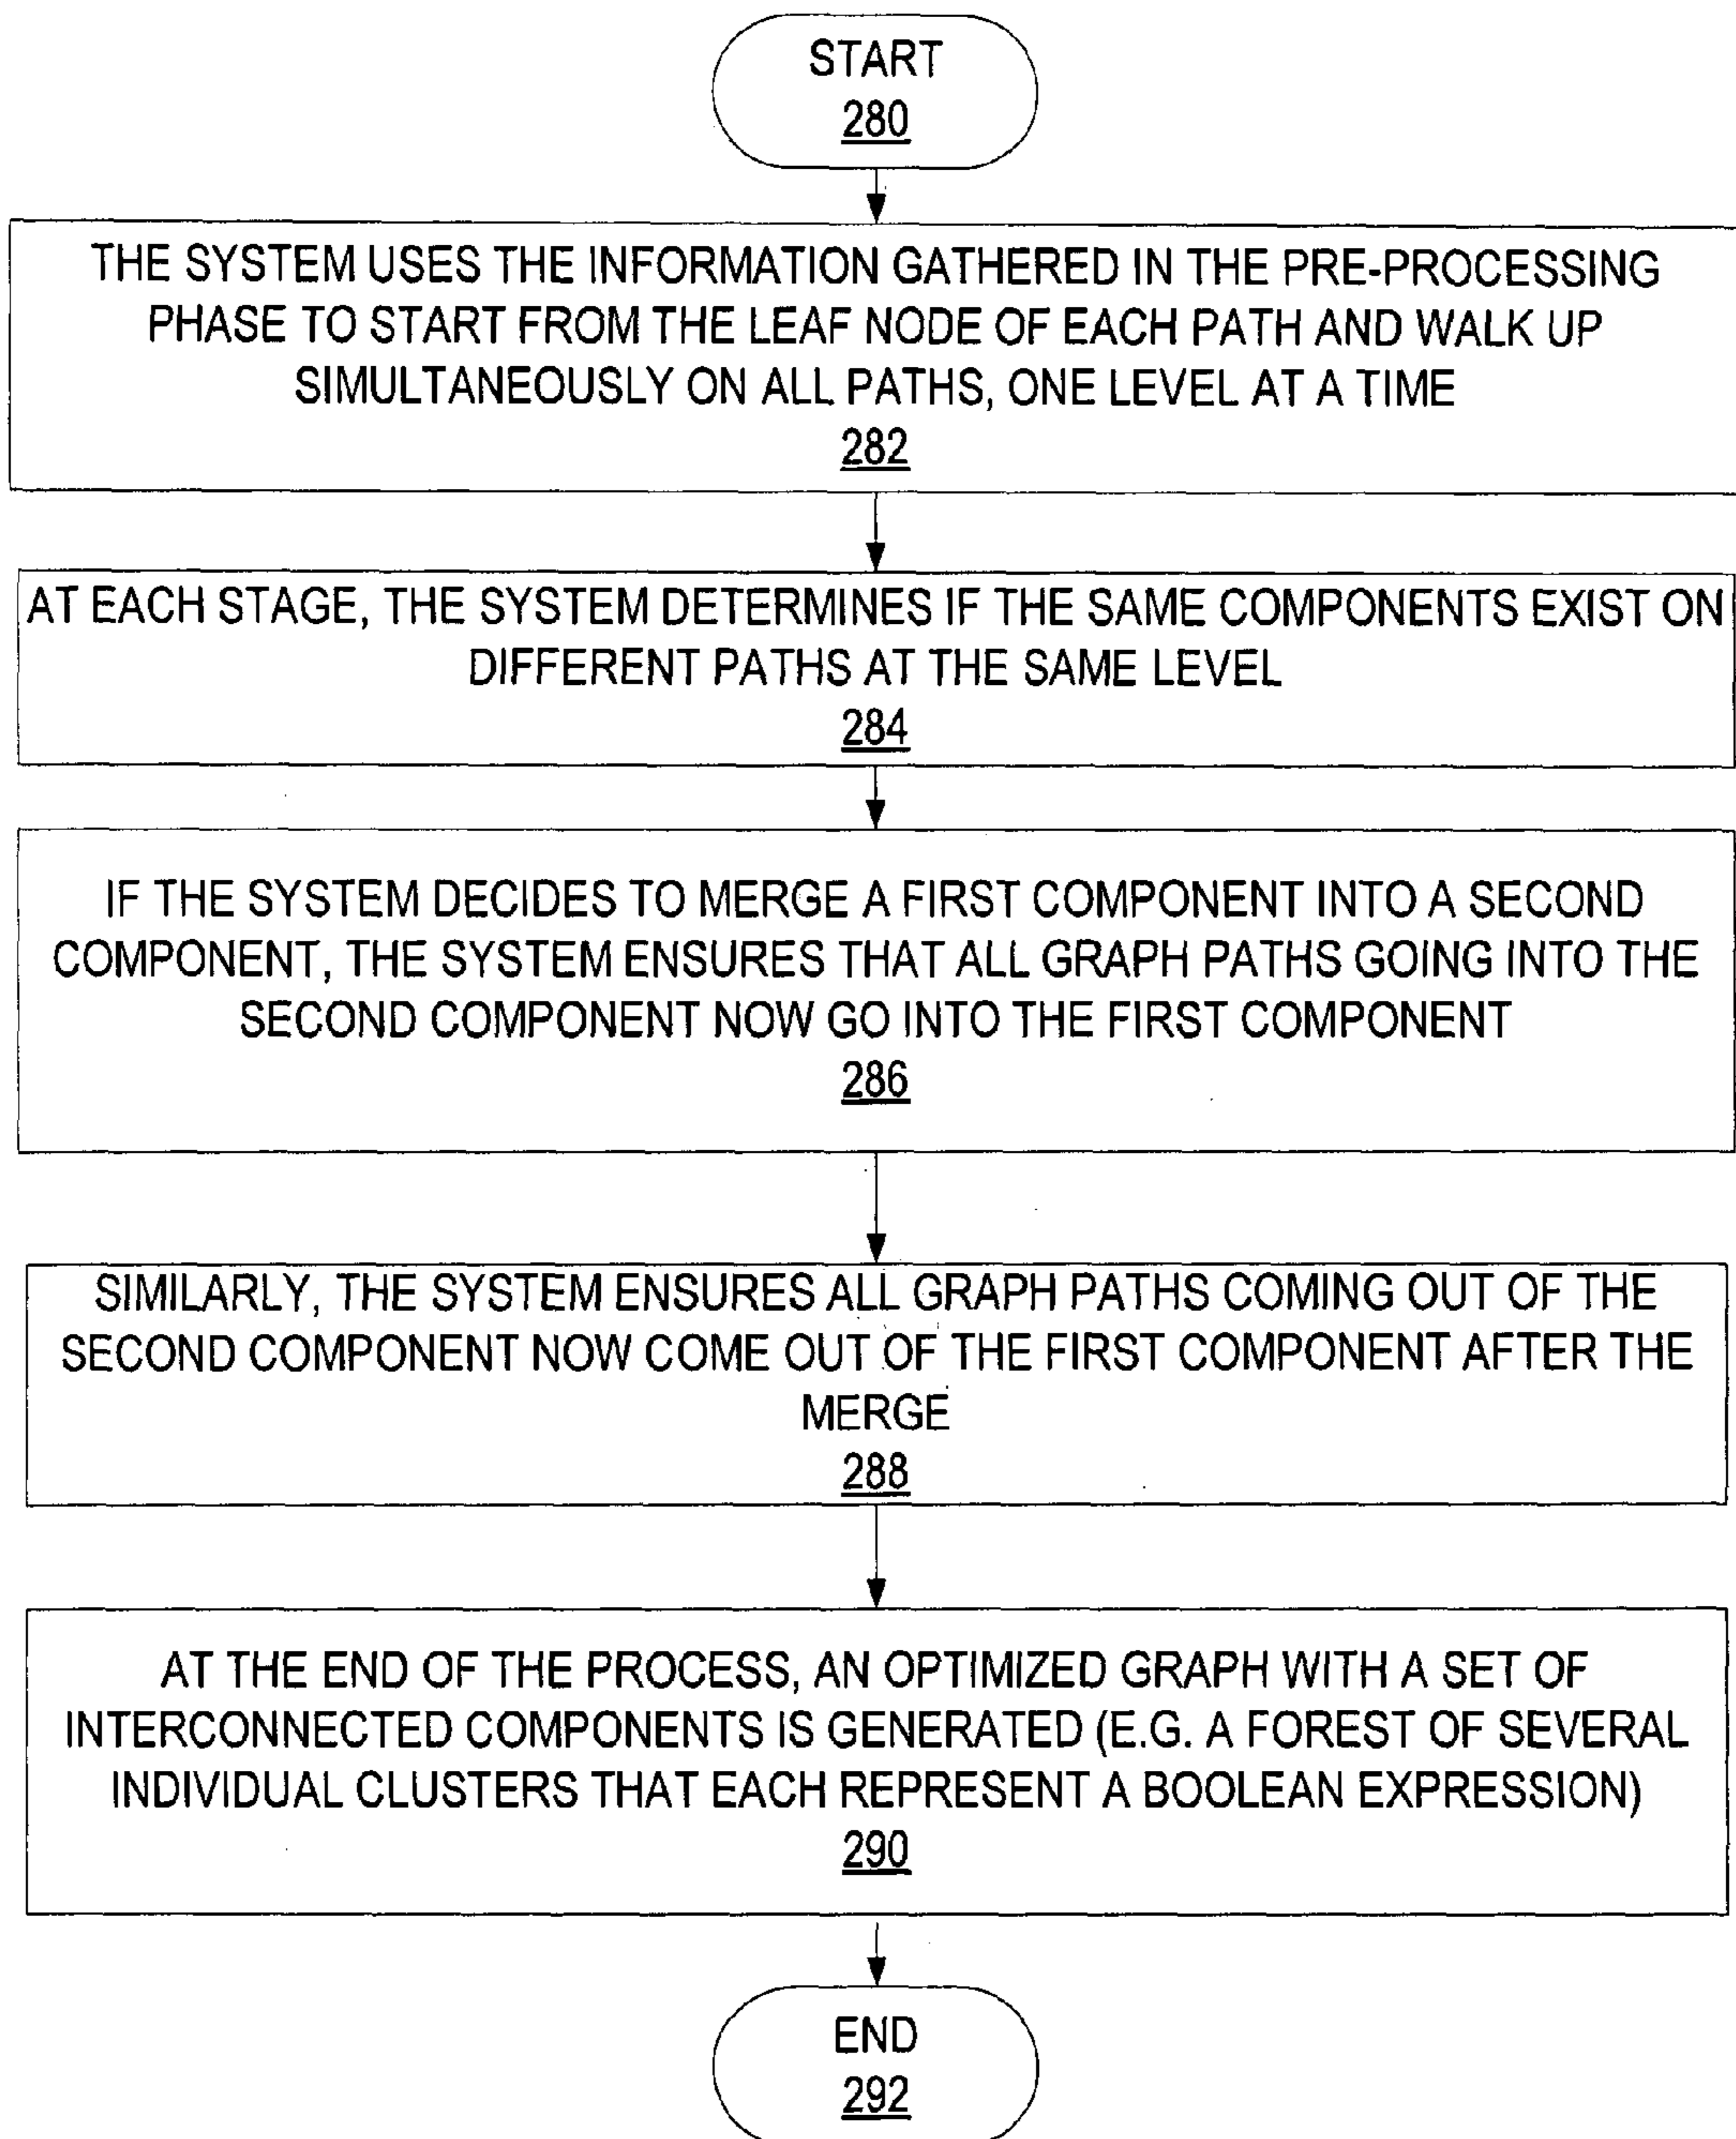 START
280
THE SYSTEM USES THE INFORMATION GATHERED IN THE PRE-PROCESSING
PHASE TO START FROM THE LEAF NODE OF EACH PATH AND WALK UP
SIMULTANEOUSLY ON ALL PATHS, ONE LEVEL AT A TIME
282
AT EACH STAGE, THE SYSTEM DETERMINES IF THE SAME COMPONENTS EXIST ON
DIFFERENT PATHS AT THE SAME LEVEL
284
IF THE SYSTEM DECIDES TO MERGE A FIRST COMPONENT INTO A SECOND
COMPONENT, THE SYSTEM ENSURES THAT ALL GRAPH PATHS GOING INTO THE
SECOND COMPONENT NOW GO INTO THE FIRST COMPONENT
286
SIMILARLY, THE SYSTEM ENSURES ALL GRAPH PATHS COMING OUT OF THE
SECOND COMPONENT NOW COME OUT OF THE FIRST COMPONENT AFTER THE
MERGE
288
AT THE END OF THE PROCESS, AN OPTIMIZED GRAPH WITH A SET OF
INTERCONNECTED COMPONENTS IS GENERATED (E.G. A FOREST OF SEVERAL
INDIVIDUAL CLUSTERS THAT EACH REPRESENT A BOOLEAN EXPRESSION)
290
END
292